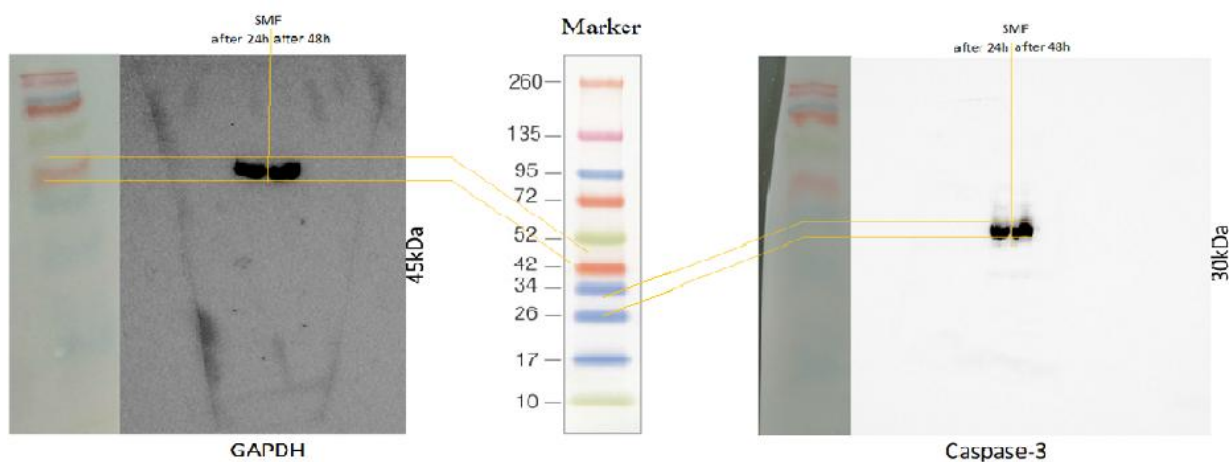 SMF
after 24h after 48h
45kDa
GAPDH
Marker
260
135
95
72
52
42
34
26
17
10
SMF
after 24h after 48h
30kDa
Caspase-3